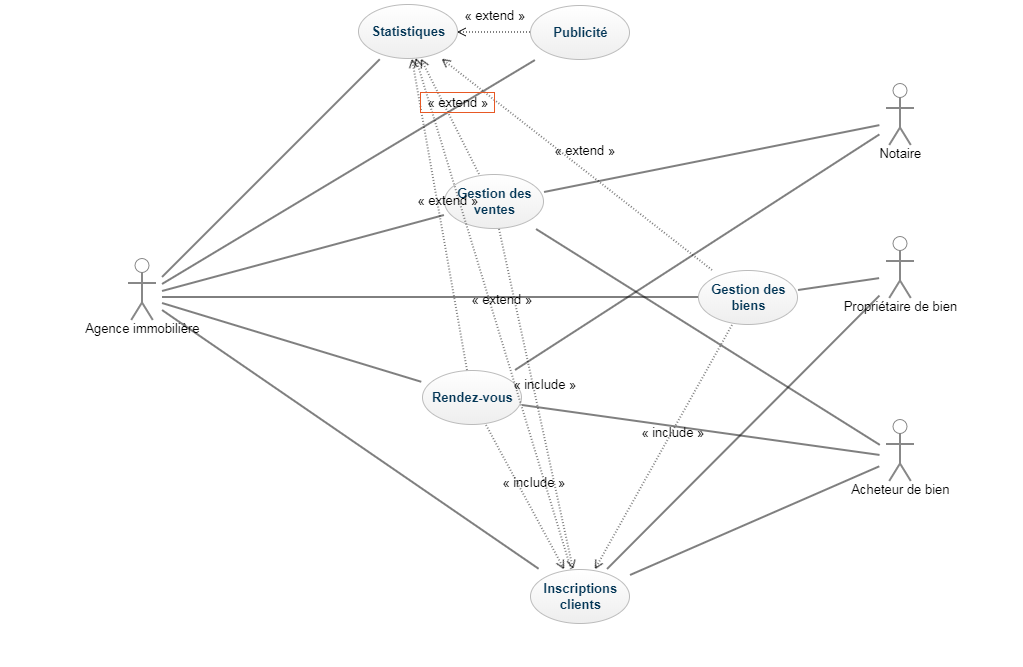 « extend »
Statistiques
Publicité
« extend »
« extend »
Notaire
Gestion des
ventes
« extend »
Gestion des
biens
« extend »
Propriétaire de bien
Agence immobilière
« include »
Rendez-vous
« include »
« include »
Acheteur de bien
Inscriptions
clients